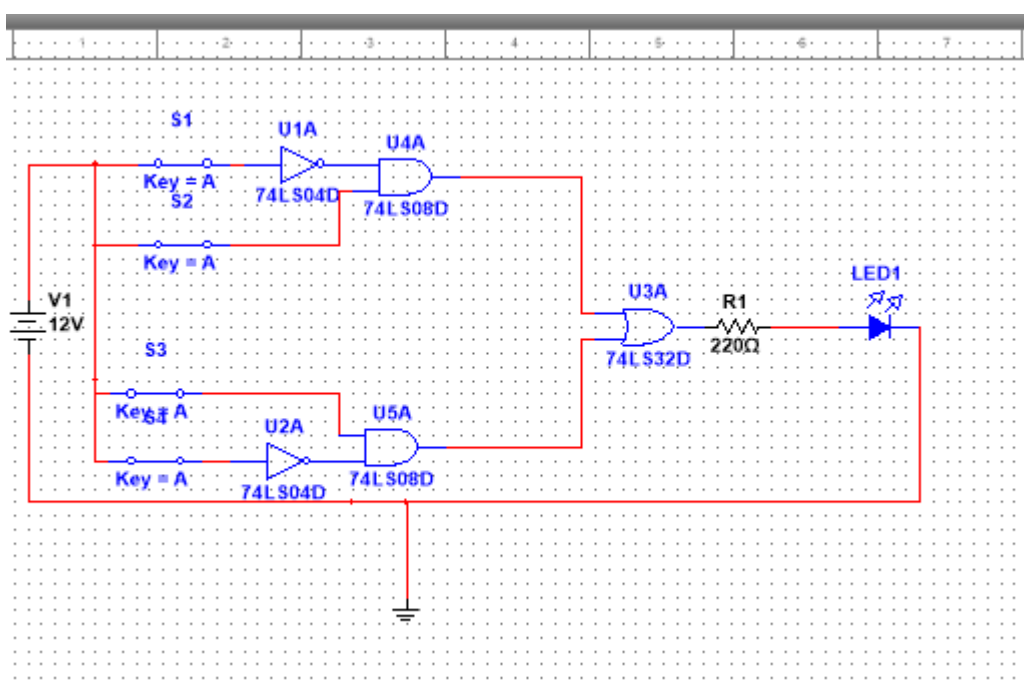 1 2 3 4 5 6 7
S1
U1A
U4A
Key = A
S2
74LS04D
74LS08D
Key = A
LED1
U3A
V1
12V
R1
220Ω
S3
74LS32D
Key = A
S4
U2A
U5A
Key = A
74LS04D
74LS08D